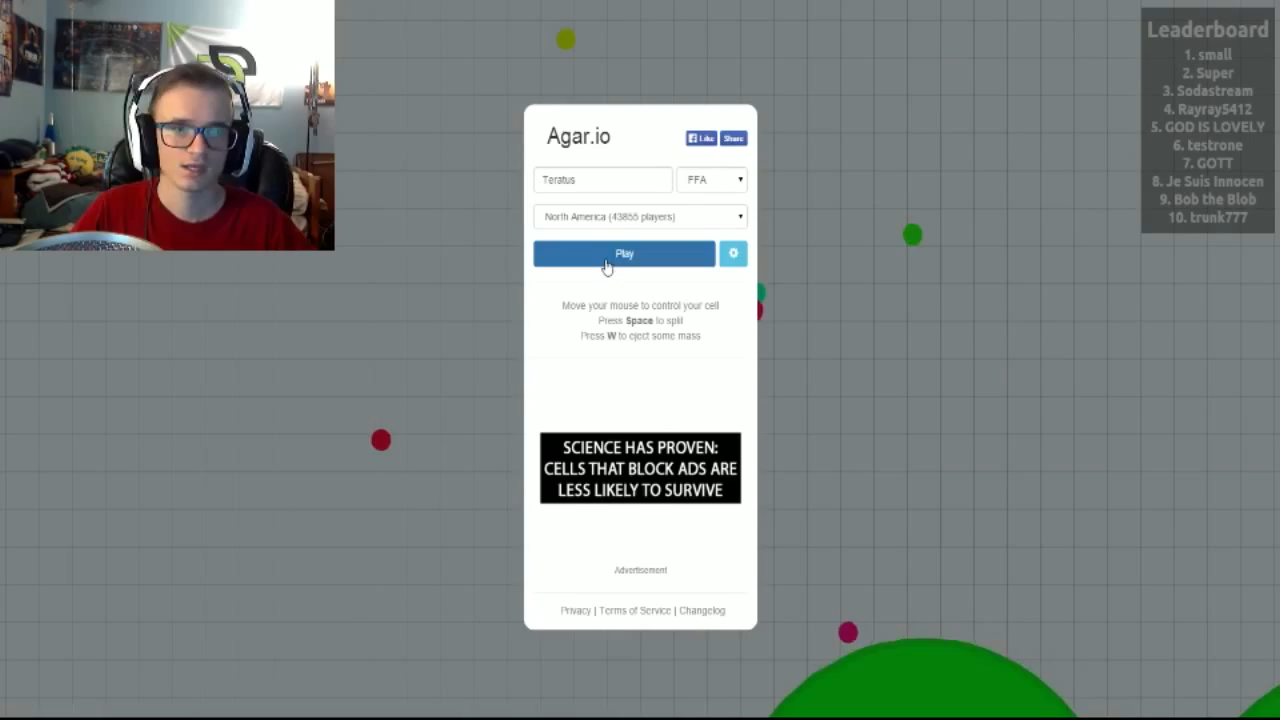 Agar.io
Like Share
Teratus FFA
North America (43855 players)
Play
Move your mouse to control your cell
Press Space to split
Press W to eject some mass
SCIENCE HAS PROVEN:
CELLS THAT BLOCK ADS ARE
LESS LIKELY TO SURVIVE
Advertisement
Privacy | Terms of Service | Changelog
Leaderboard
1. small
2. Super
3. Sodastream
4. Rayray5412
5. GOD IS LOVELY
6. testrone
7. GOTT
8. Je Suis Innocen
9. Bob the Blob
10. trunk777